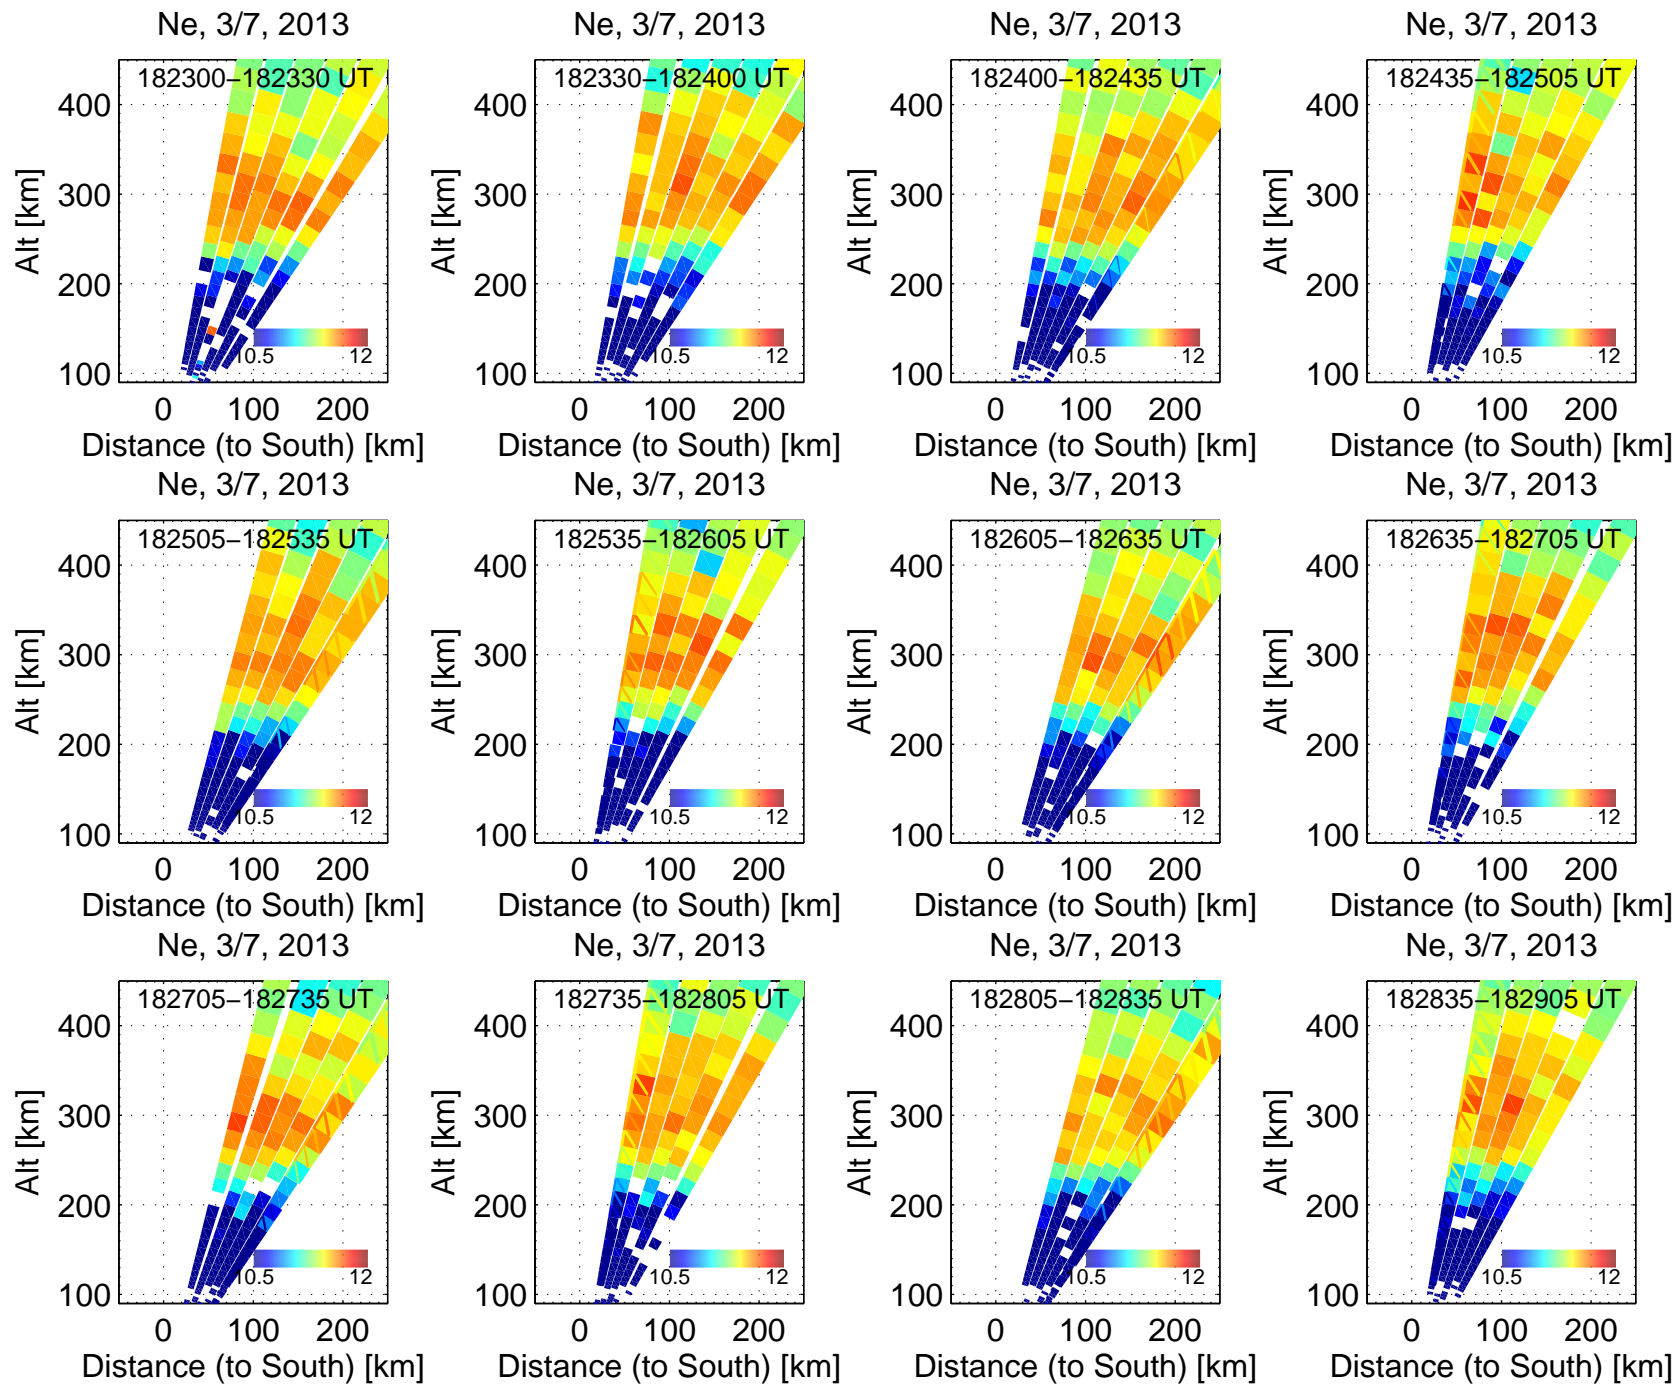 Ne, 3/7, 2013 Ne, 3/7, 2013 Ne, 3/7, 2013 Ne, 3/7, 2013
182300–182330 UT 182330–182400 UT 182400–182435 UT 182435–182505 UT
400 400 400 400
300 300 300 300
200 200 200 200
100 100 100 100
Alt [km] Alt [km] Alt [km] Alt [km]
10.5 12 10.5 12 10.5 12 10.5 12
0 100 200 0 100 200 0 100 200 0 100 200
Distance (to South) [km] Distance (to South) [km] Distance (to South) [km] Distance (to South) [km]
Ne, 3/7, 2013 Ne, 3/7, 2013 Ne, 3/7, 2013 Ne, 3/7, 2013
182505–182535 UT 182535–182605 UT 182605–182635 UT 182635–182705 UT
400 400 400 400
300 300 300 300
200 200 200 200
100 100 100 100
Alt [km] Alt [km] Alt [km] Alt [km]
10.5 12 10.5 12 10.5 12 10.5 12
0 100 200 0 100 200 0 100 200 0 100 200
Distance (to South) [km] Distance (to South) [km] Distance (to South) [km] Distance (to South) [km]
Ne, 3/7, 2013 Ne, 3/7, 2013 Ne, 3/7, 2013 Ne, 3/7, 2013
182705–182735 UT 182735–182805 UT 182805–182835 UT 182835–182905 UT
400 400 400 400
300 300 300 300
200 200 200 200
100 100 100 100
Alt [km] Alt [km] Alt [km] Alt [km]
10.5 12 10.5 12 10.5 12 10.5 12
0 100 200 0 100 200 0 100 200 0 100 200
Distance (to South) [km] Distance (to South) [km] Distance (to South) [km] Distance (to South) [km]